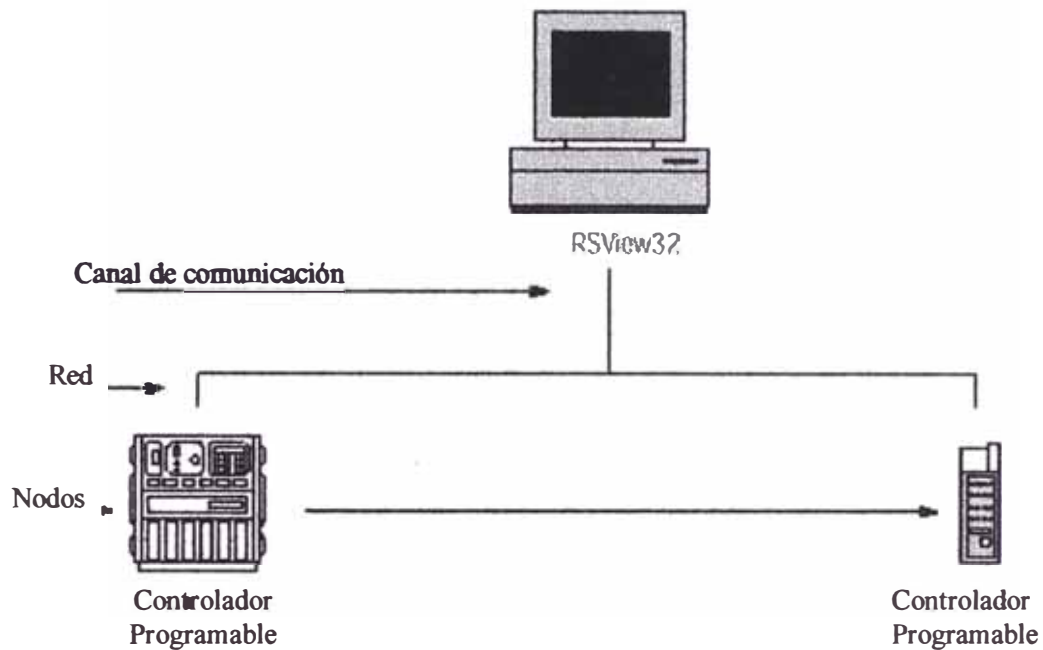 RSView32
Canal de comunicación
Red
Nodos
Controlador
Programable
Controlador
Programable